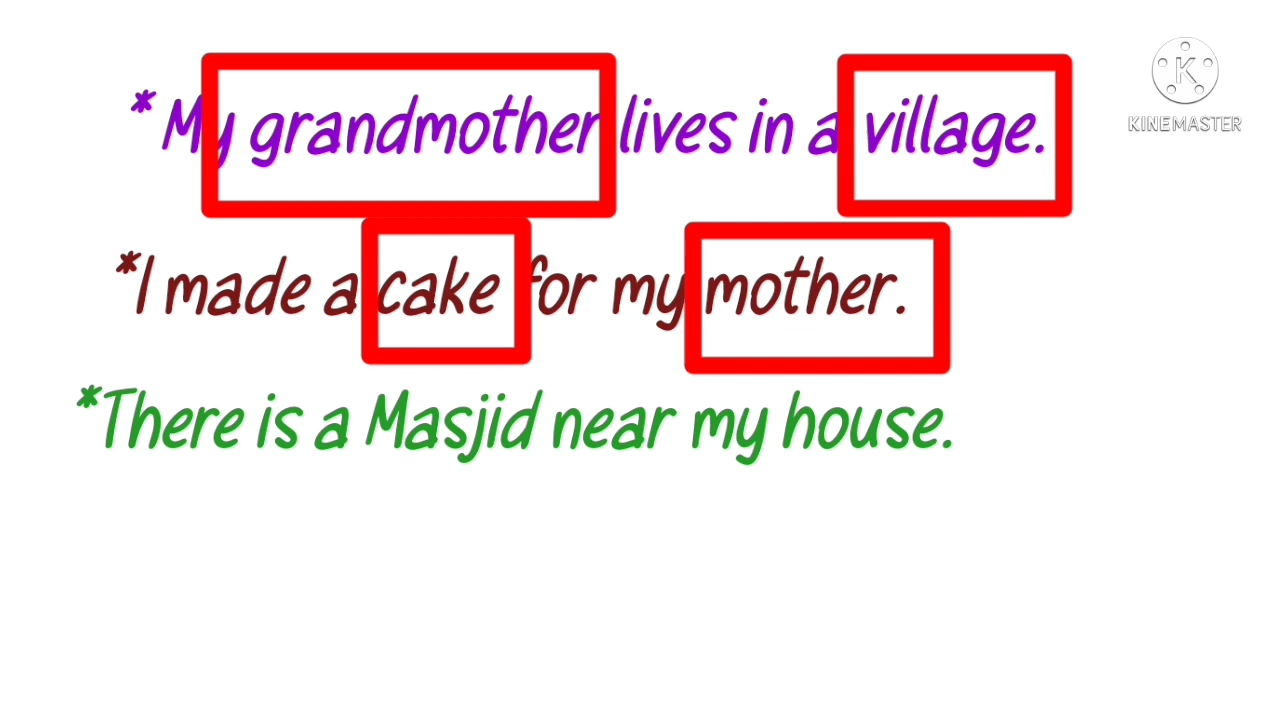 * My grandmother lives in a village.
*I made a cake for my mother.
*There is a Masjid near my house.
K
KINEMASTER